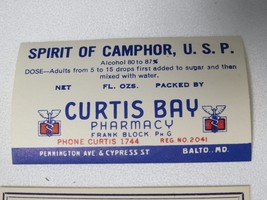 SPIRIT OF CAMPHOR, U. S. P.
Alcohol 80 to 87%
DOSE—Adults from 5 to 15 drops first added to sugar and then
mixed with water.
NET FL. OZS. PACKED BY
CURTIS BAY
PHARMACY
FRANK BLOCK PH.G
PHONE CURTIS 1744 REG. NO. 2041
PENNINGTON AVE. & CYPRESS ST BALTO., MD.